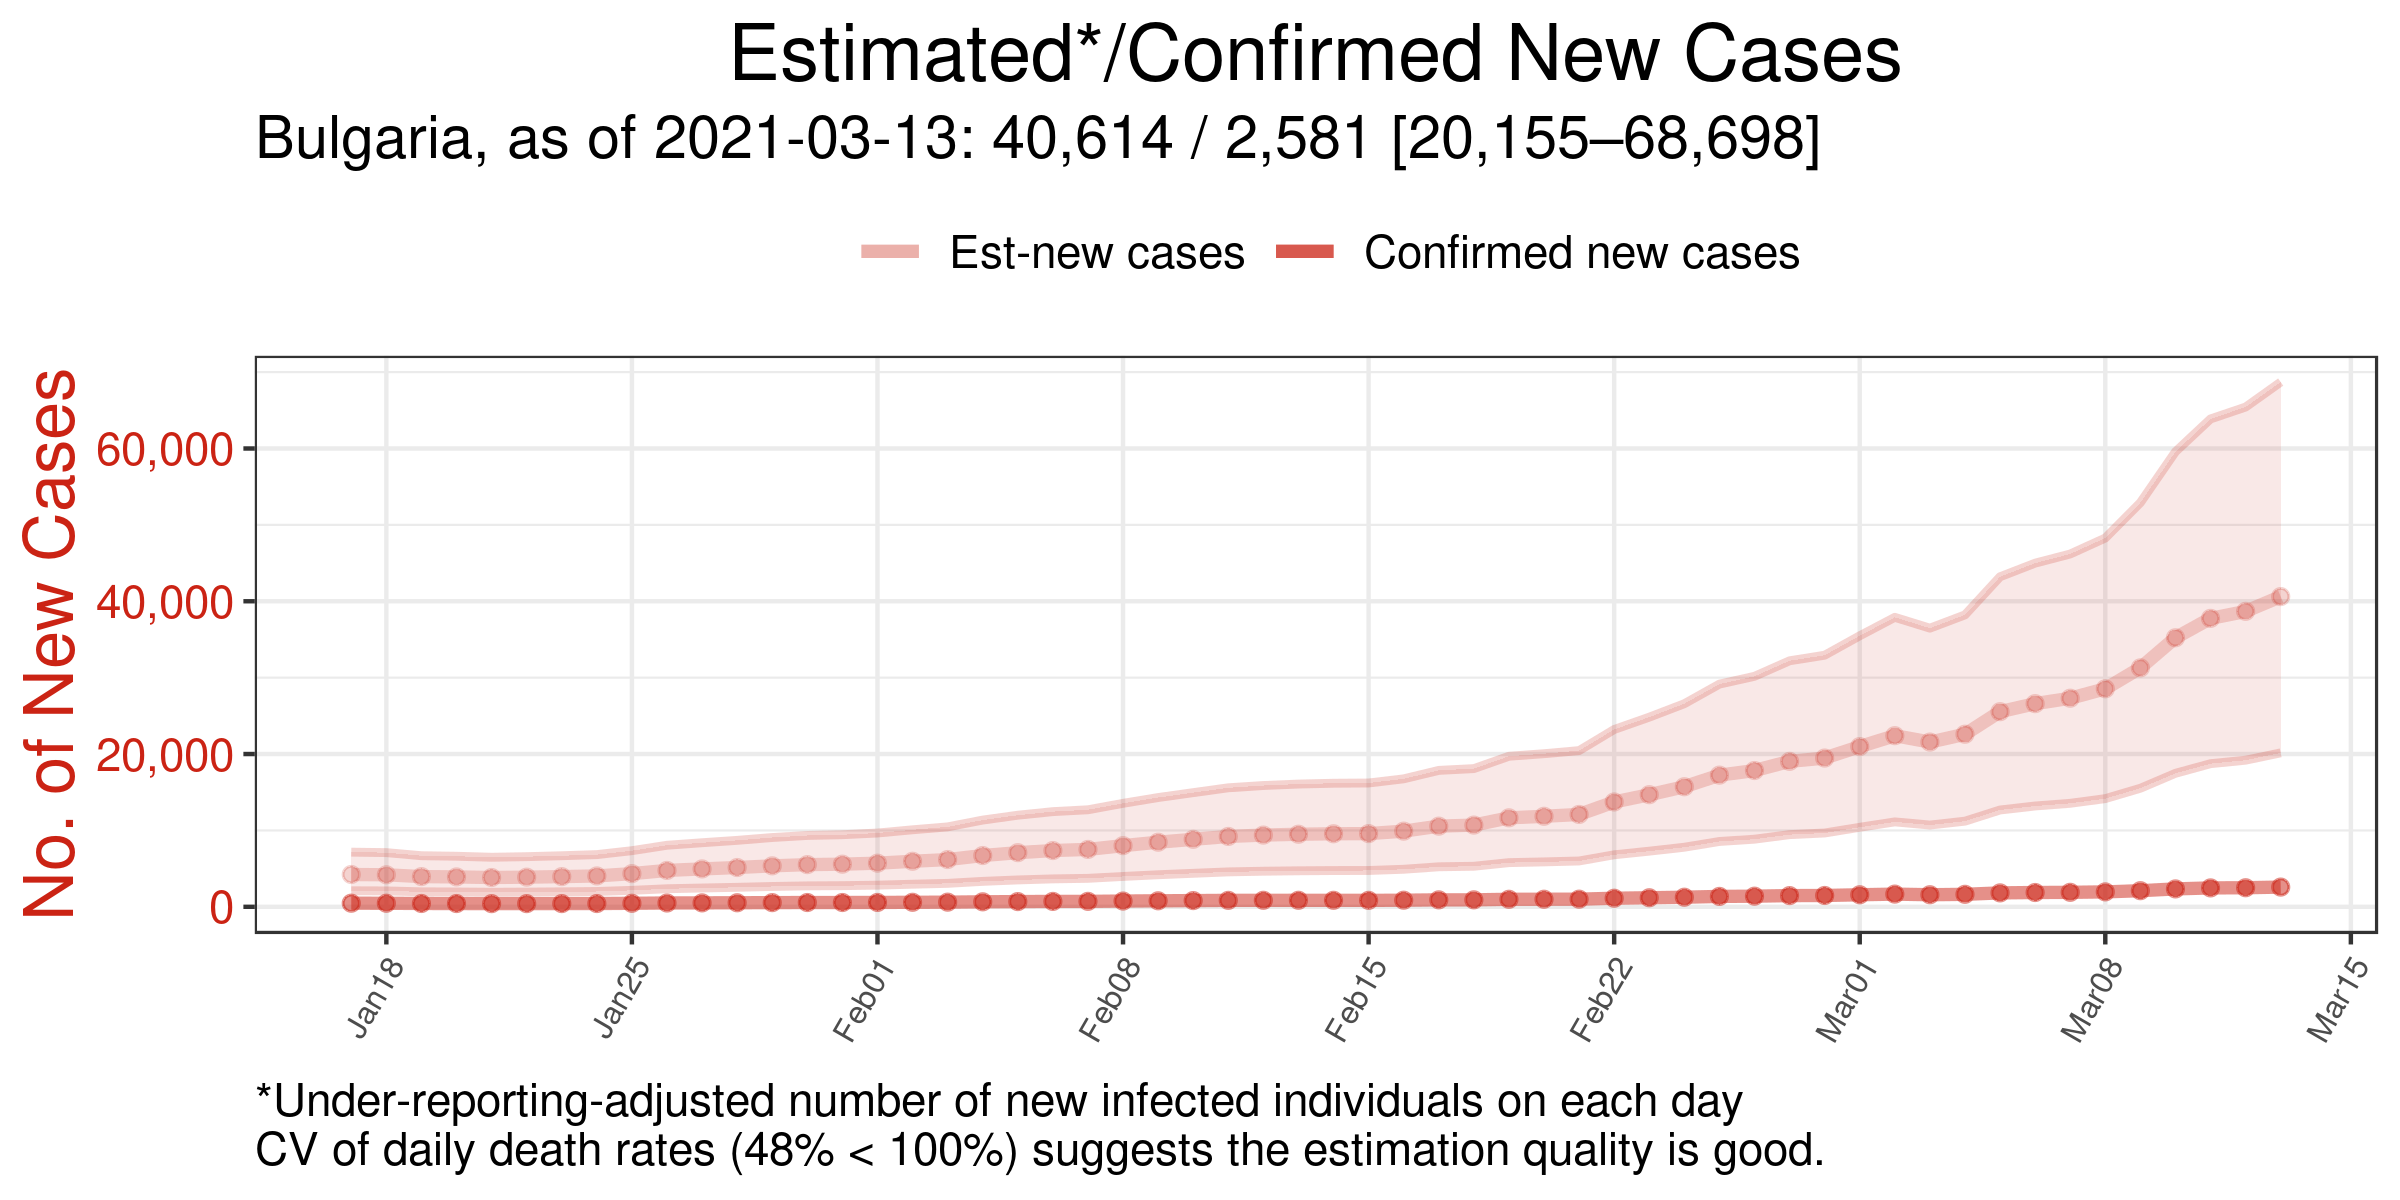 Estimated*/Confirmed New Cases
Bulgaria, as of 2021-03-13: 40,614 / 2,581 [20,155–68,698]
Est-new cases
Confirmed new cases
No. of New Cases
60,000
40,000
20,000
0
Jan18
Jan25
Feb01
Feb08
Feb15
Feb22
Mar01
Mar08
Mar15
*Under-reporting-adjusted number of new infected individuals on each day
CV of daily death rates (48% < 100%) suggests the estimation quality is good.